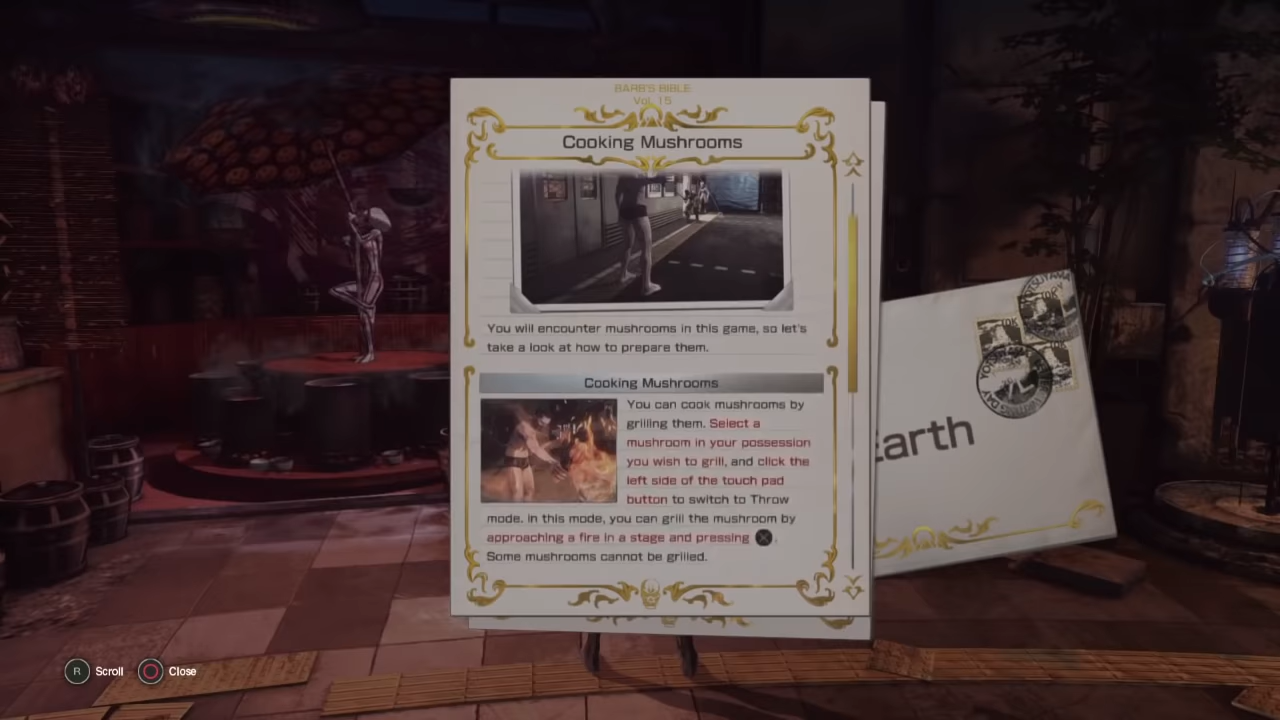 BARB'S BIBLE
Vol. 15
Cooking Mushrooms
You will encounter mushrooms in this game, so let's
take a look at how to prepare them.
Cooking Mushrooms
You can cook mushrooms by
grilling them. Select a
mushroom in your possession
you wish to grill, and click the
left side of the touch pad
button to switch to Throw
mode. In this mode, you can grill the mushroom by
approaching a fire in a stage and pressing
Some mushrooms cannot be grilled.
Earth
R Scroll Close